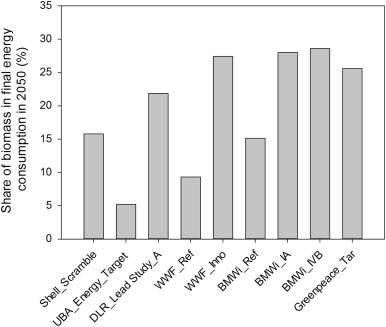 Share of biomass in final energy
consumption in 2050 (%)
35
30
25
20
15
10
5
0
Shell_Scramble
UBA_Energy_Target
DLR_Lead Study_A
WWF_Ref
WWF_Inno
BMWi_Ref
BMWi_IA
BMWi_IVB
Greenpeace_Tar